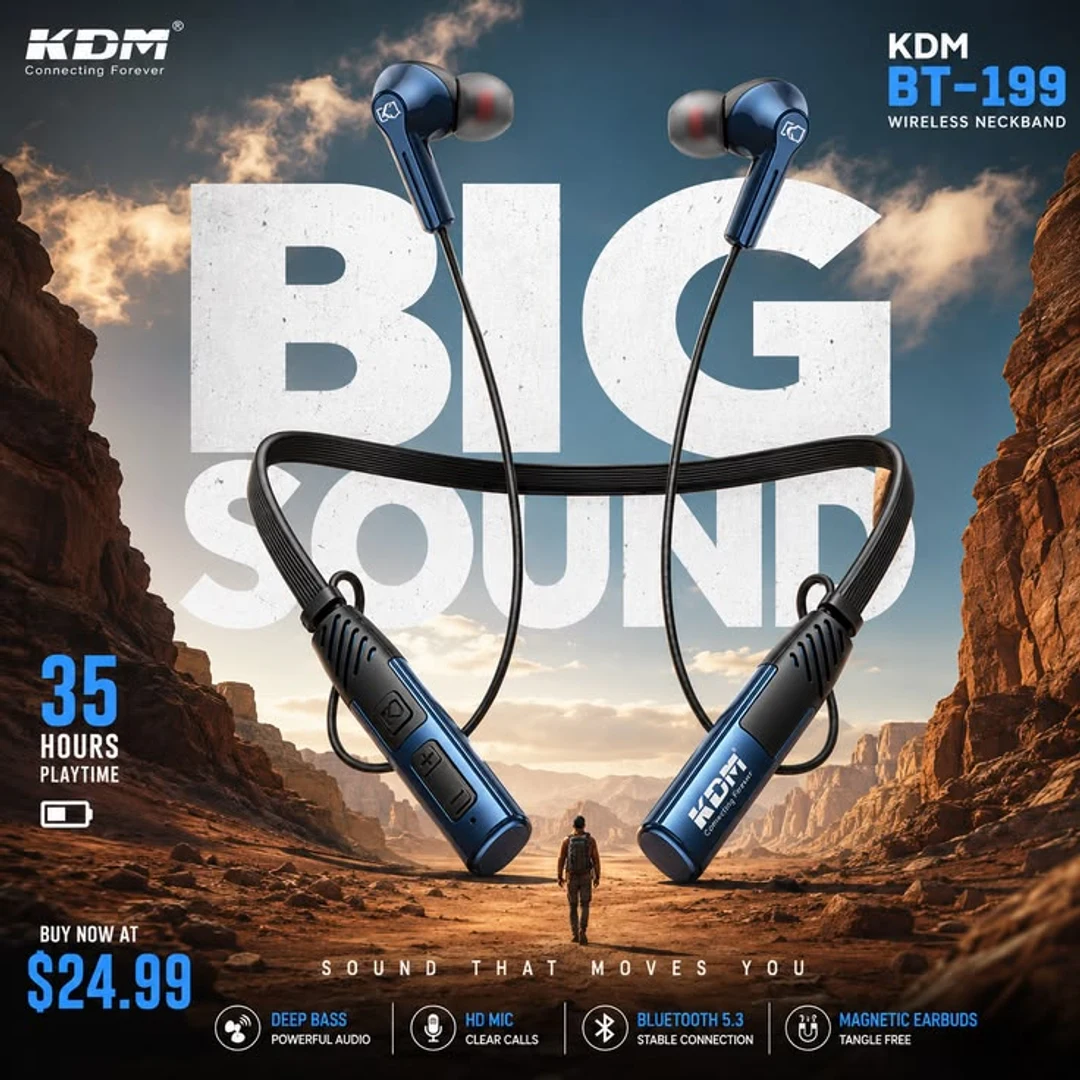 KDM®
Connecting Forever
KDM
BT-199
WIRELESS NECKBAND
BIG
SOUND
35
HOURS
PLAYTIME
KDM®
Connecting Forever
BUY NOW AT
$24.99
SOUND THAT MOVES YOU
DEEP BASS
POWERFUL AUDIO
HD MIC
CLEAR CALLS
BLUETOOTH 5.3
STABLE CONNECTION
MAGNETIC EARBUDS
TANGLE FREE